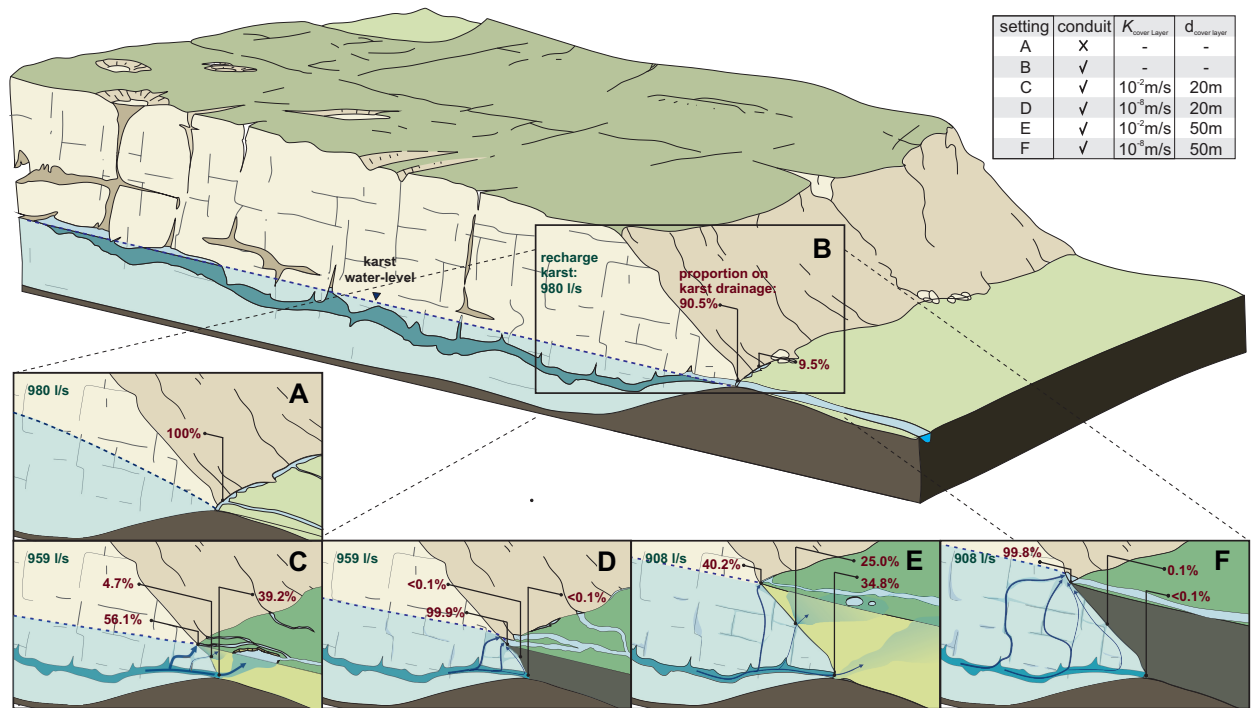 setting conduit K cover Layer d cover layer
A X - -
B √ - -
C √ 10⁻²m/s 20m
D √ 10⁻⁸m/s 20m
E √ 10⁻²m/s 50m
F √ 10⁻⁸m/s 50m
B
recharge
karst:
980 l/s
proportion on
karst drainage:
90.5%
9.5%
karst
water-level
980 l/s
A
100%
959 l/s
C
4.7%
39.2%
56.1%
959 l/s
D
<0.1%
<0.1%
99.9%
908 l/s
E
40.2%
25.0%
34.8%
908 l/s
F
99.8%
0.1%
<0.1%